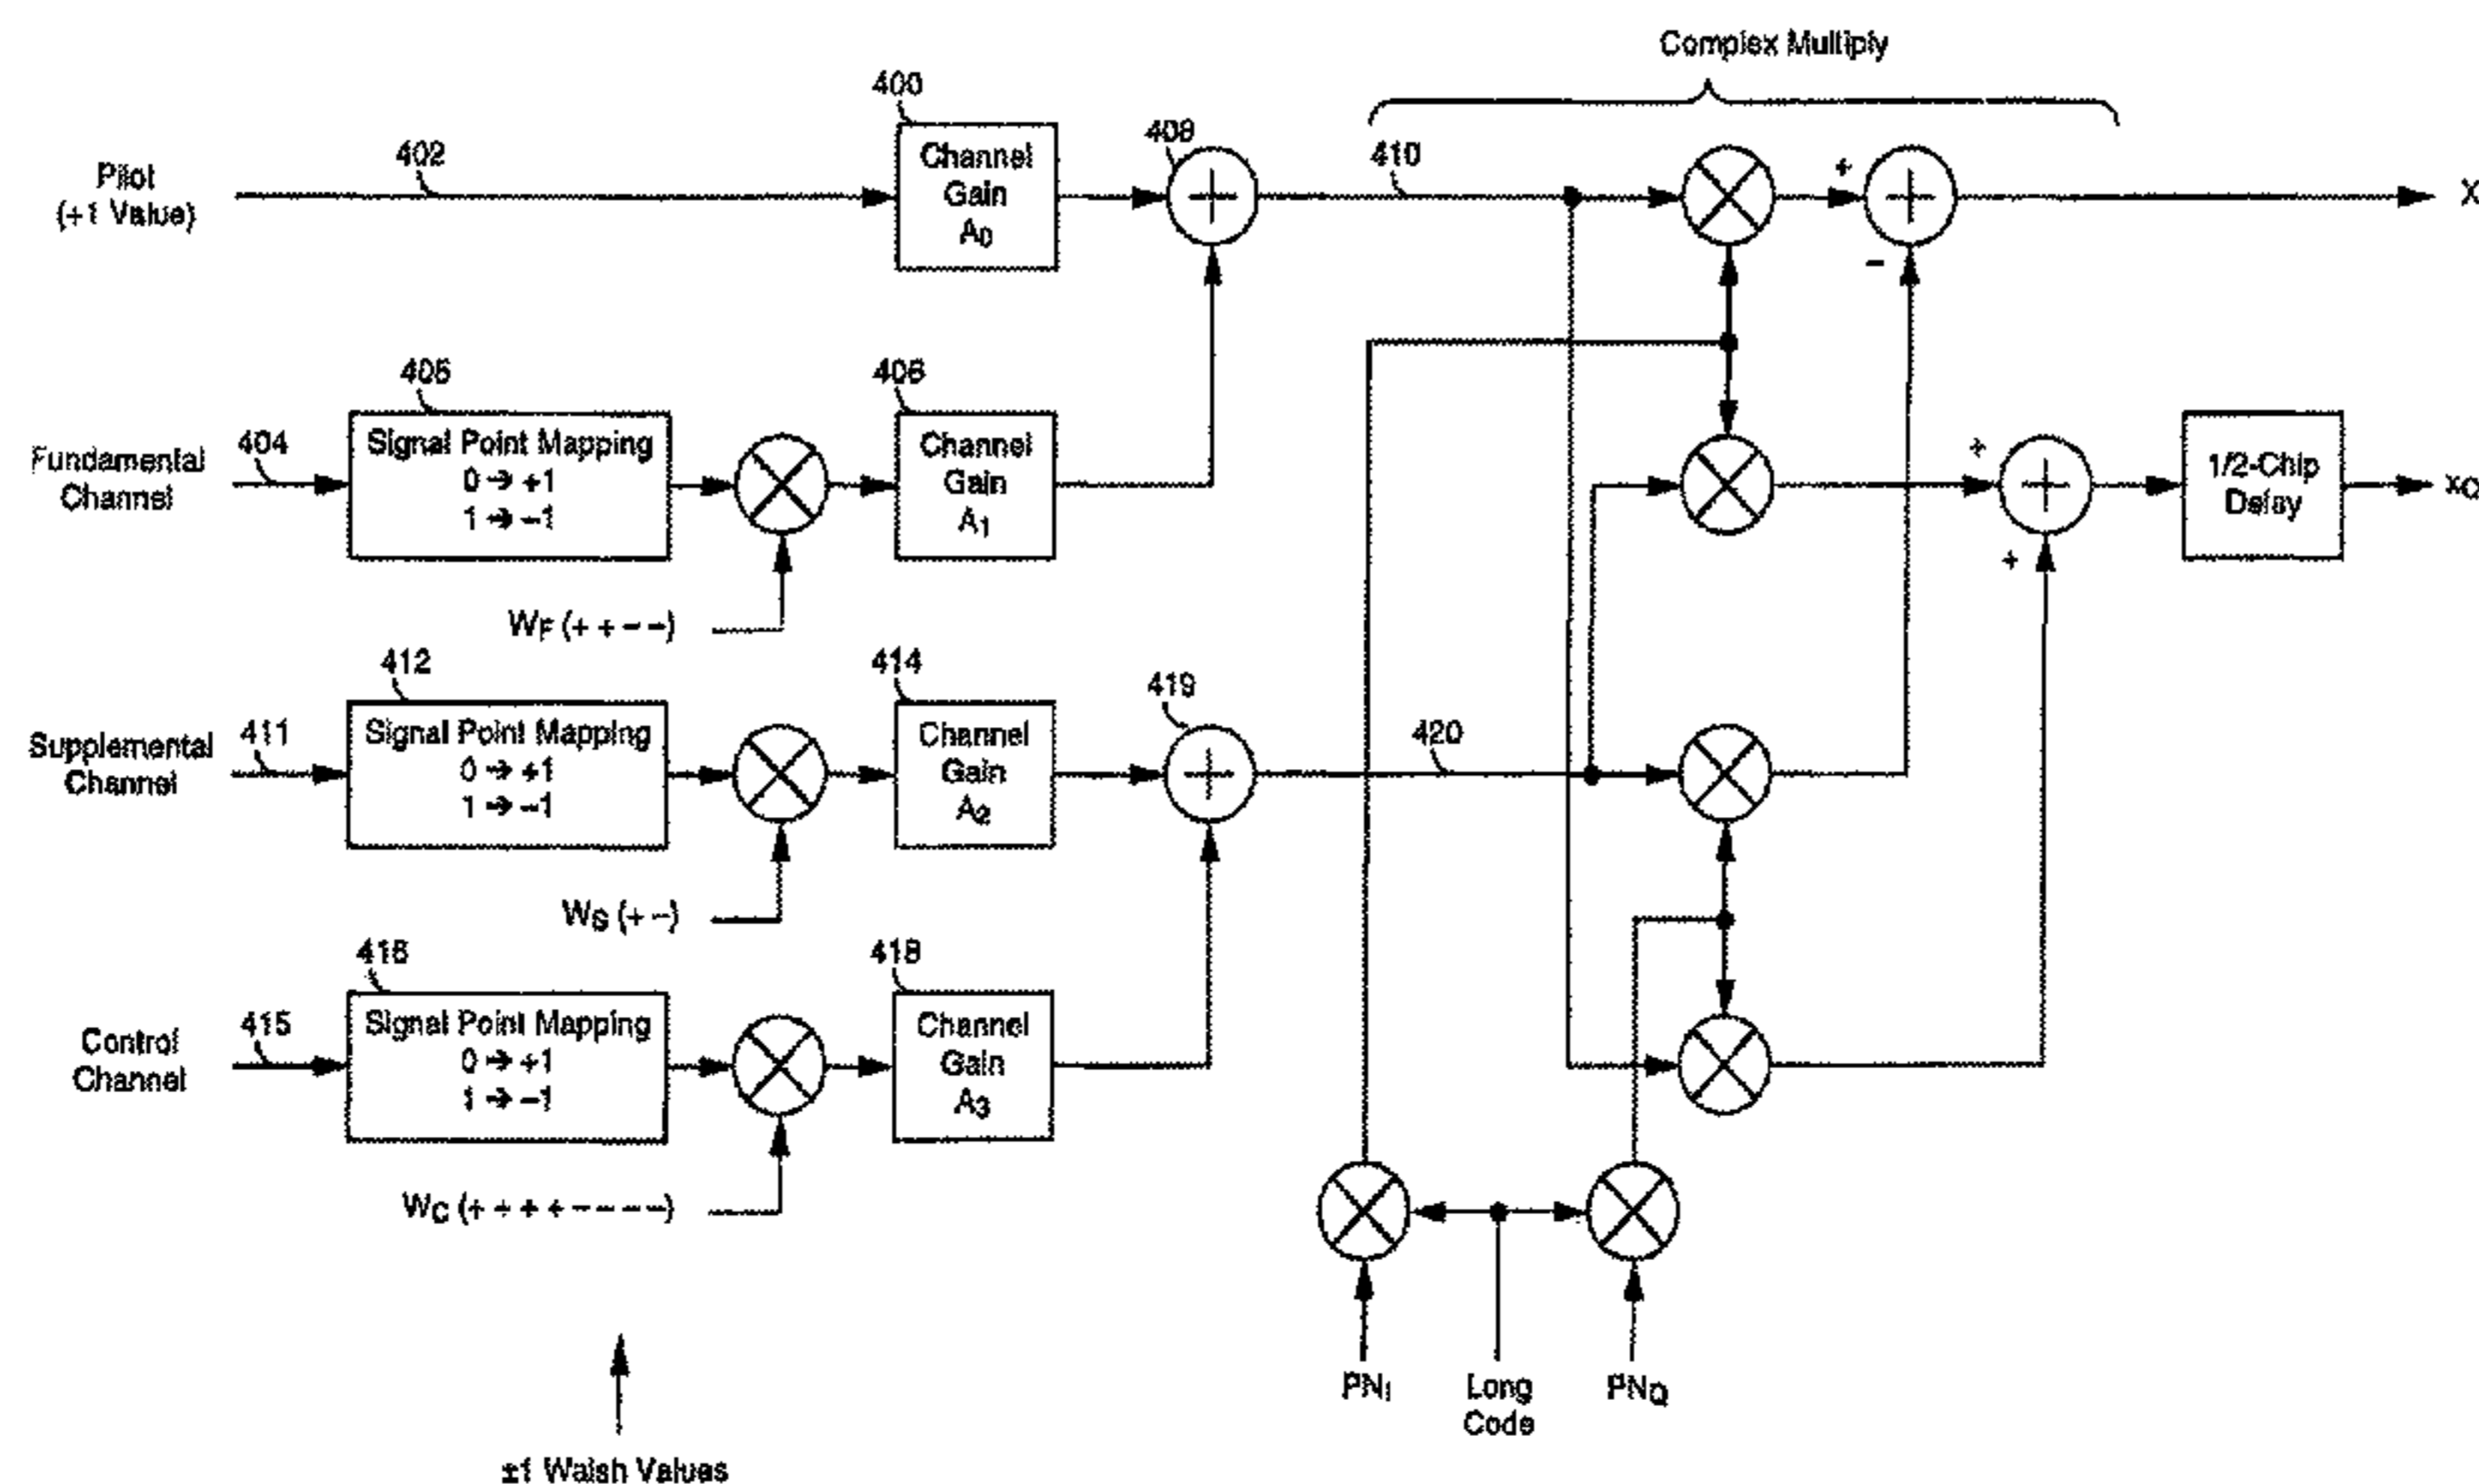 Complex Multiply
400
402
Pilot
(+1 Value)
Channel
Gain
A0
409
410
+
−
X
404
405
406
Fundamental
Channel
Signal Point Mapping
0 → +1
1 → −1
Channel
Gain
A1
+
+
1/2-Chip
Delay
XQ
WF (+ + − −)
411
412
414
419
420
Supplemental
Channel
Signal Point Mapping
0 → +1
1 → −1
Channel
Gain
A2
WS (+ −)
415
416
418
Control
Channel
Signal Point Mapping
0 → +1
1 → −1
Channel
Gain
A3
WC (+ + + + − − − −)
PNI
Long
Code
PNQ
±1 Walsh Values